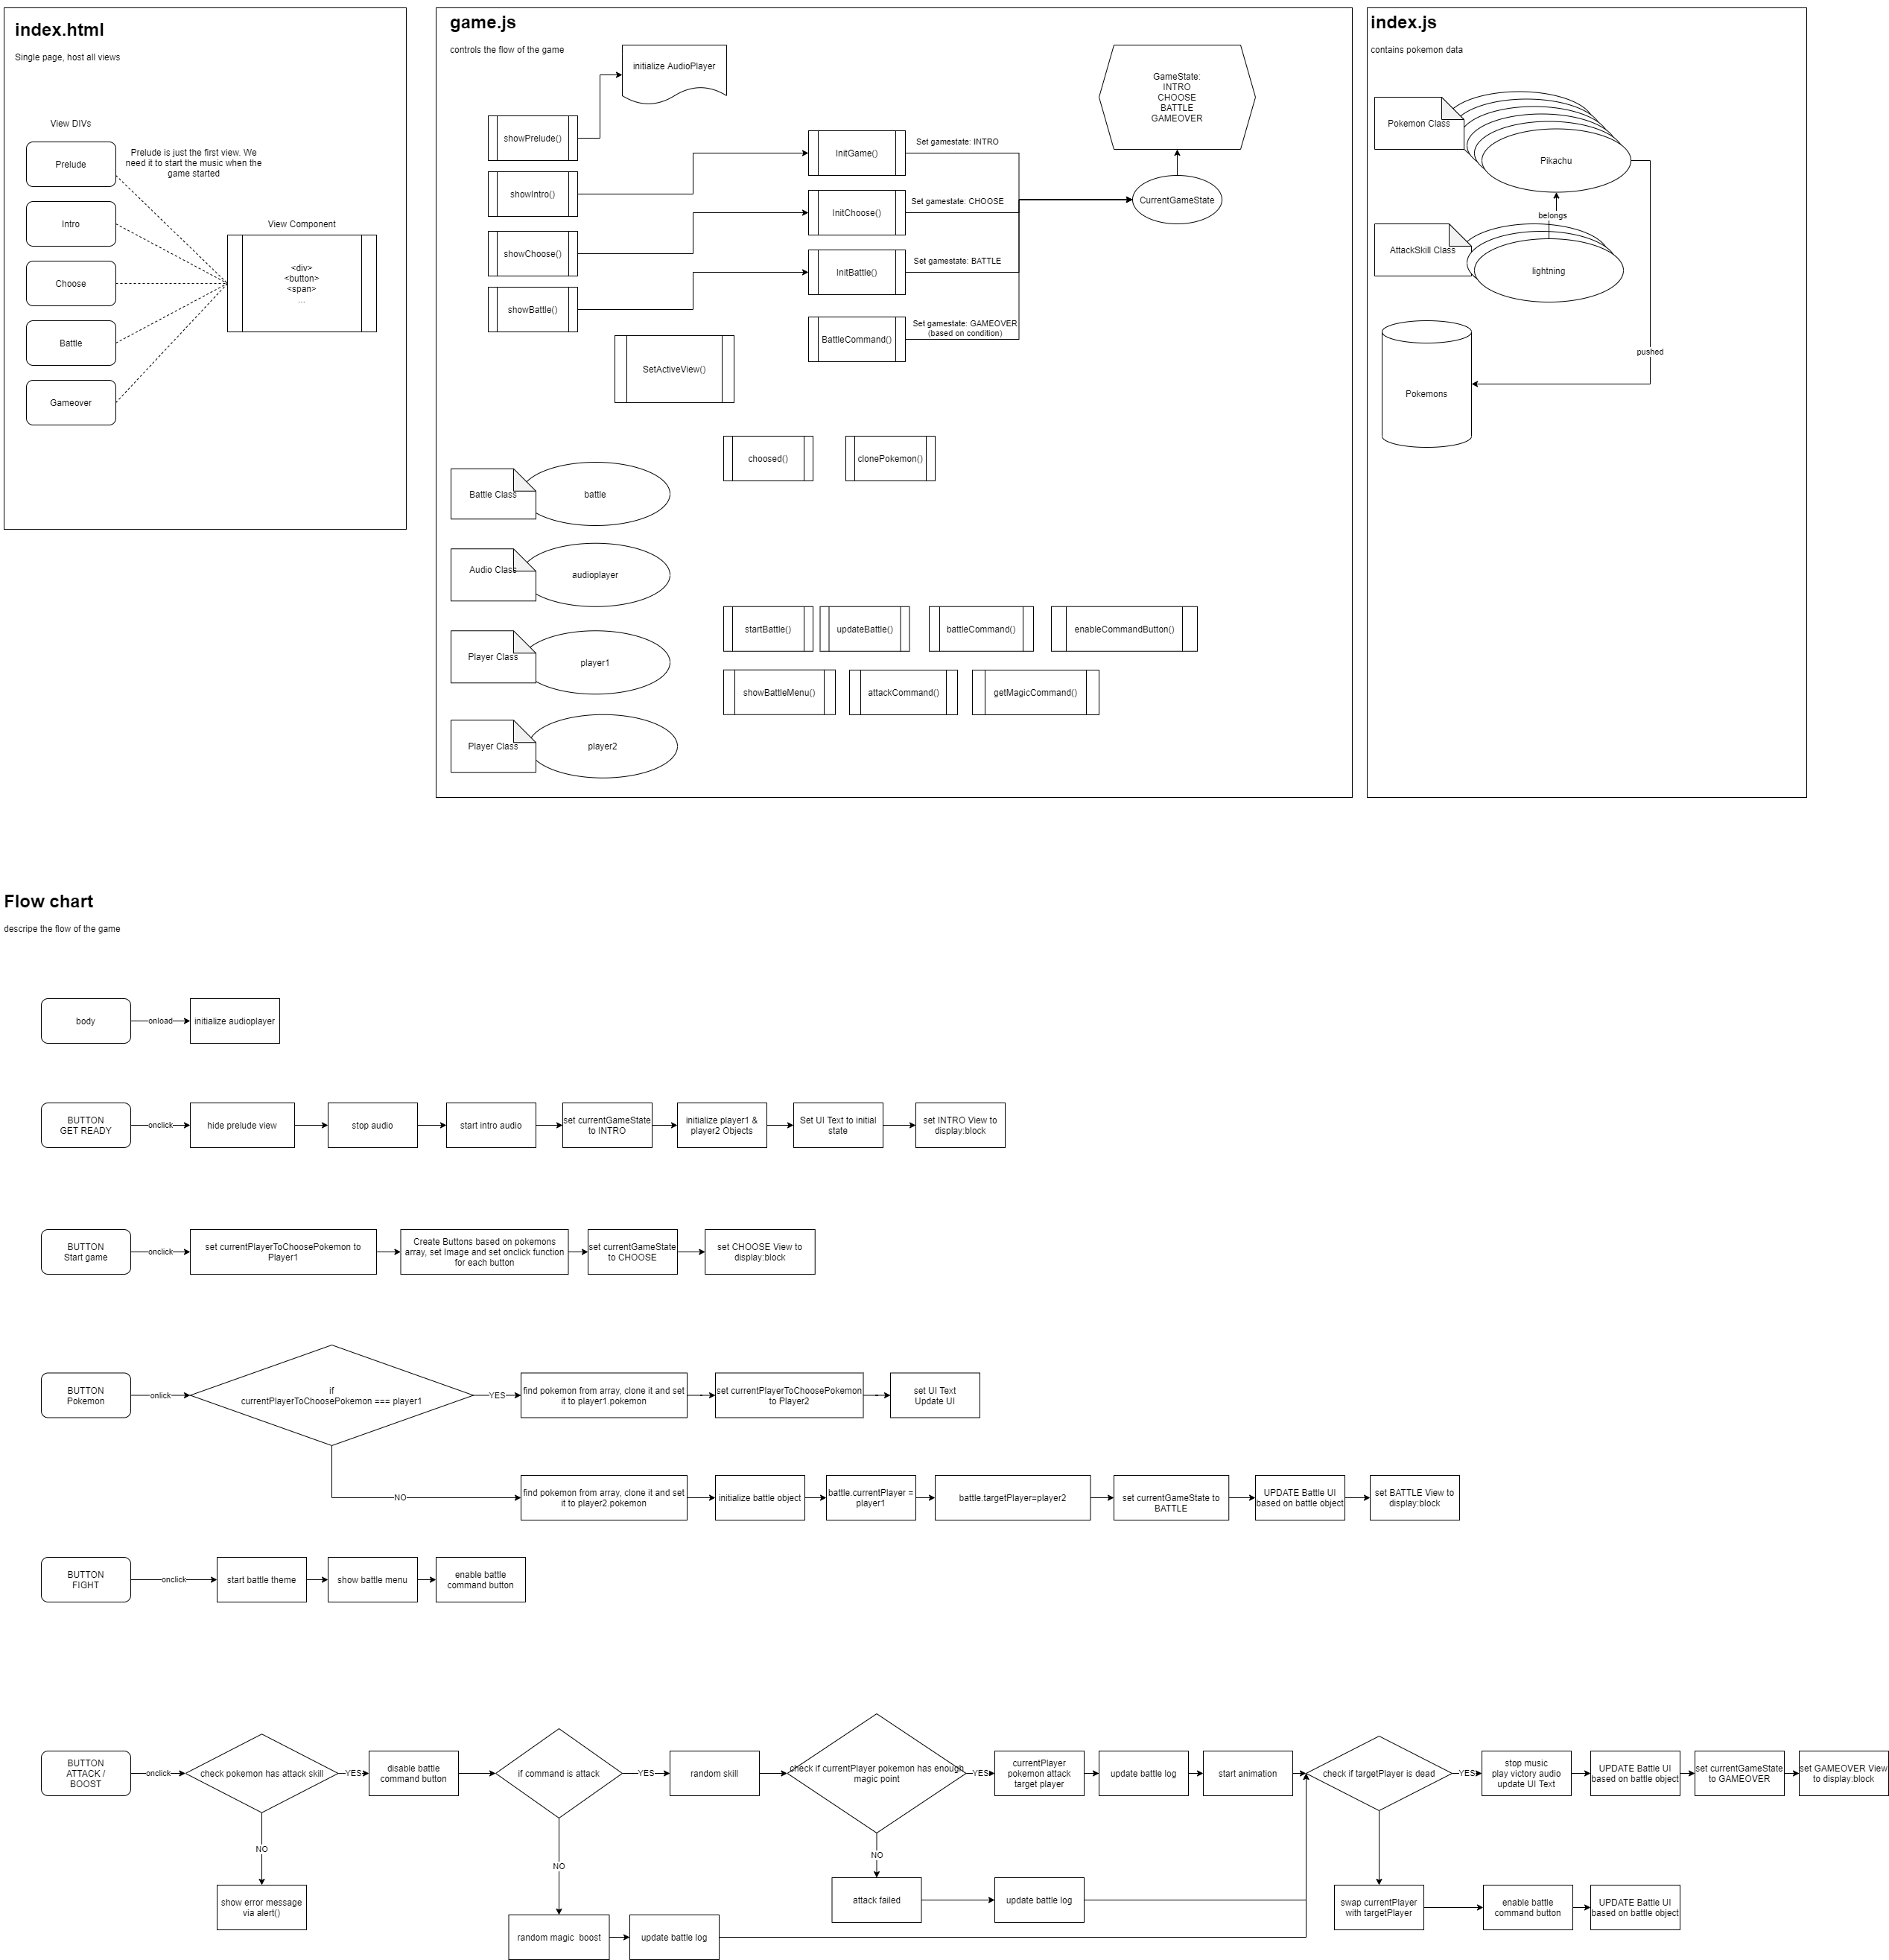 index.html
Single page, host all views
View DIVs
Prelude
Prelude is just the first view. We
need it to start the music when the
game started
Intro
Choose
Battle
Gameover
View Component
<div>
<button>
<span>
...
game.js
controls the flow of the game
initialize AudioPlayer
showPrelude()
showIntro()
showChoose()
showBattle()
InitGame()
InitChoose()
InitBattle()
BattleCommand()
Set gamestate: INTRO
Set gamestate: CHOOSE
Set gamestate: BATTLE
Set gamestate: GAMEOVER
(based on condition)
GameState:
INTRO
CHOOSE
BATTLE
GAMEOVER
CurrentGameState
SetActiveView()
choosed()
clonePokemon()
Battle Class
battle
Audio Class
audioplayer
Player Class
player1
Player Class
player2
startBattle()
updateBattle()
battleCommand()
enableCommandButton()
showBattleMenu()
attackCommand()
getMagicCommand()
index.js
contains pokemon data
Pokemon Class
Pikachu
belongs
AttackSkill Class
lightning
pushed
Pokemons
Flow chart
descripe the flow of the game
body
onload
initialize audioplayer
BUTTON
GET READY
onclick
hide prelude view
stop audio
start intro audio
set currentGameState
to INTRO
initialize player1 &
player2 Objects
Set UI Text to initial
state
set INTRO View to
display:block
BUTTON
Start game
onclick
set currentPlayerToChoosePokemon to
Player1
Create Buttons based on pokemons
array, set Image and set onclick function
for each button
set currentGameState
to CHOOSE
set CHOOSE View to
display:block
BUTTON
Pokemon
onlick
if
currentPlayerToChoosePokemon === player1
YES
find pokemon from array, clone it and set
it to player1.pokemon
set currentPlayerToChoosePokemon
to Player2
set UI Text
Update UI
NO
find pokemon from array, clone it and set
it to player2.pokemon
initialize battle object
battle.currentPlayer =
player1
battle.targetPlayer=player2
set currentGameState to
BATTLE
UPDATE Battle UI
based on battle object
set BATTLE View to
display:block
BUTTON
FIGHT
onclick
start battle theme
show battle menu
enable battle
command button
BUTTON
ATTACK /
BOOST
onclick
check pokemon has attack skill
YES
disable battle
command button
if command is attack
YES
random skill
check if currentPlayer pokemon has enough
magic point
YES
currentPlayer
pokemon attack
target player
update battle log
start animation
check if targetPlayer is dead
YES
stop music
play victory audio
update UI Text
UPDATE Battle UI
based on battle object
set currentGameState
to GAMEOVER
set GAMEOVER View
to display:block
NO
show error message
via alert()
NO
random magic  boost
update battle log
NO
attack failed
update battle log
swap currentPlayer
with targetPlayer
enable battle
command button
UPDATE Battle UI
based on battle object